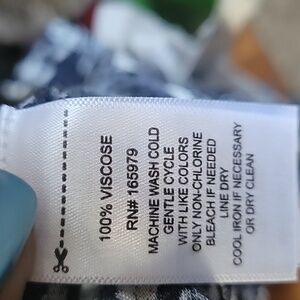 100% VISCOSE
RN# 165979
MACHINE WASH COLD
GENTLE CYCLE
WITH LIKE COLORS
ONLY NON-CHLORINE
BLEACH IF NEEDED
LINE DRY
COOL IRON IF NECESSARY
OR DRY CLEAN